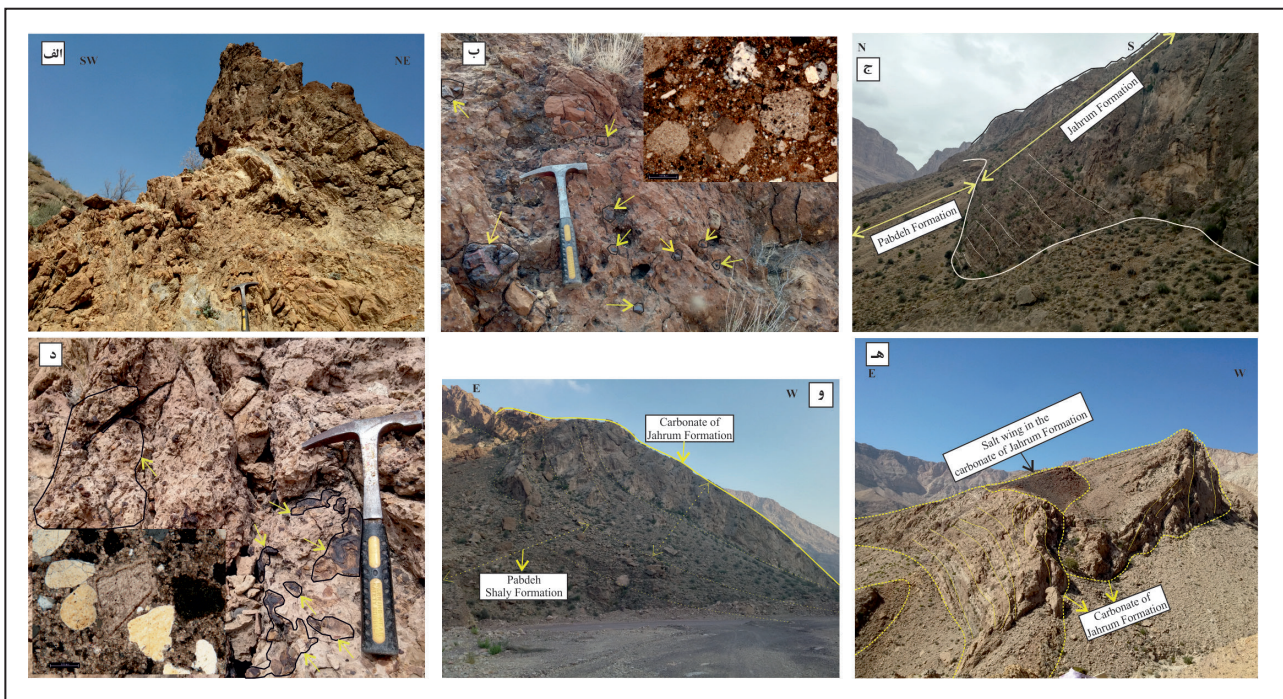 الف
SW
NE
ب
ج
N
S
Jahrum Formation
Pabdeh Formation
د
E
W
و
Carbonate of
Jahrum Formation
Pabdeh
Shaly Formation
هـ
E
W
Salt wing in the
carbonate of Jahrum Formation
Carbonate of
Jahrum Formation